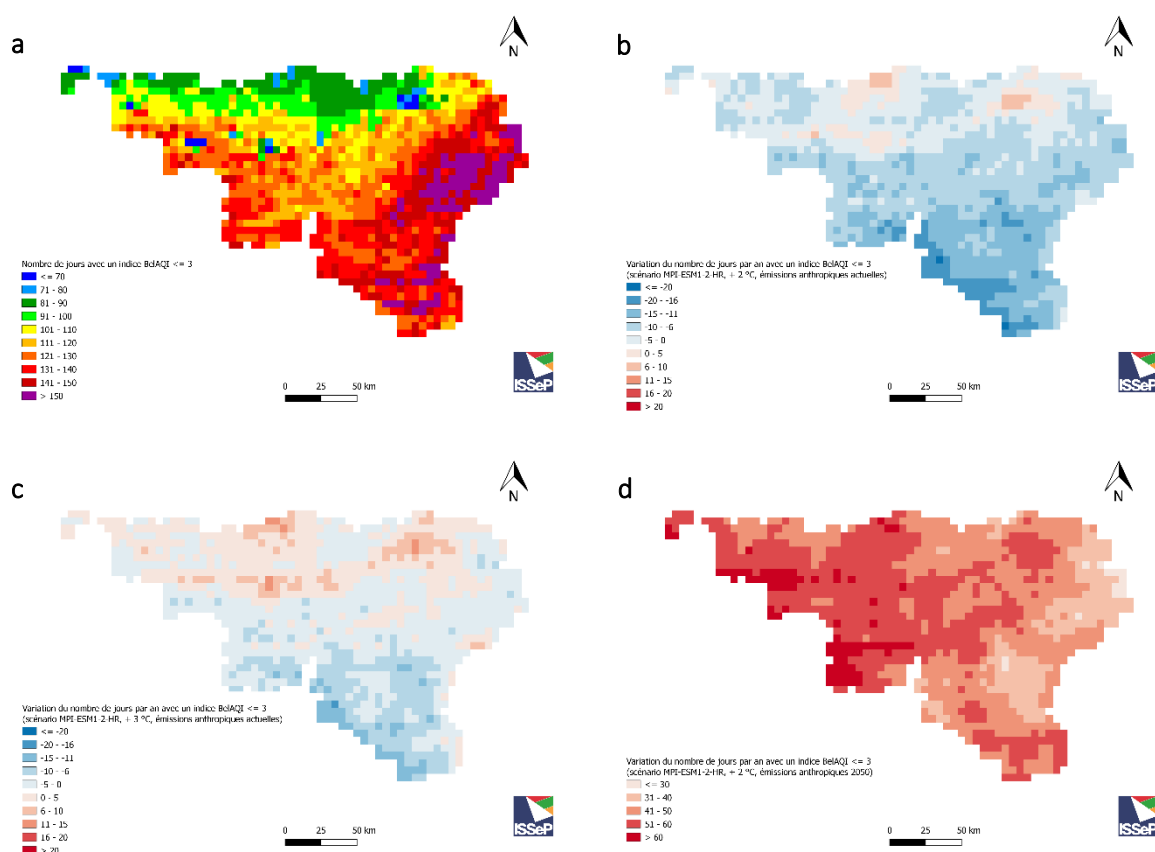 a
N
Nombre de jours avec un indice BelAQI <= 3
<= 70
71 - 80
81 - 90
91 - 100
101 - 110
111 - 120
121 - 130
131 - 140
141 - 150
> 150
0 25 50 km
ISSeP
b
N
Variation du nombre de jours par an avec un indice BelAQI <= 3
(scénario MPI-ESM1-2-HR, + 2 °C, émissions anthropiques actuelles)
<= -20
-20 - -16
-15 - -11
-10 - -6
-5 - 0
0 - 5
6 - 10
11 - 15
16 - 20
> 20
0 25 50 km
ISSeP
c
N
Variation du nombre de jours par an avec un indice BelAQI <= 3
(scénario MPI-ESM1-2-HR, + 3 °C, émissions anthropiques actuelles)
<= -20
-20 - -16
-15 - -11
-10 - -6
-5 - 0
0 - 5
6 - 10
11 - 15
16 - 20
> 20
0 25 50 km
ISSeP
d
N
Variation du nombre de jours par an avec un indice BelAQI <= 3
(scénario MPI-ESM1-2-HR, + 2 °C, émissions anthropiques 2050)
<= 30
31 - 40
41 - 50
51 - 60
> 60
0 25 50 km
ISSeP